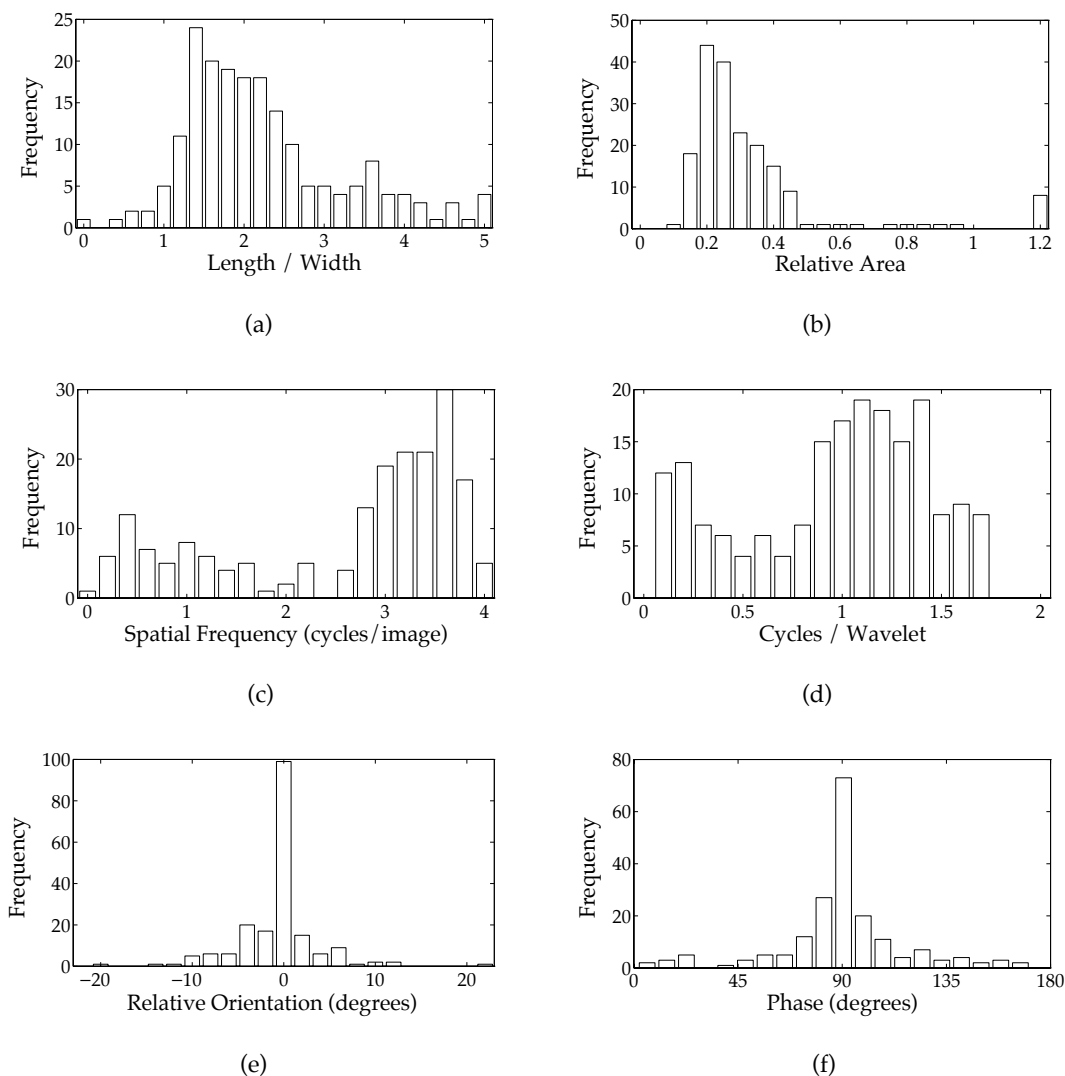 25
20
15
10
5
0
Frequency
0 1 2 3 4 5
Length / Width
(a)
50
40
30
20
10
0
Frequency
0 0.2 0.4 0.6 0.8 1 1.2
Relative Area
(b)
30
20
10
0
Frequency
0 1 2 3 4
Spatial Frequency (cycles/image)
(c)
20
15
10
5
0
Frequency
0 0.5 1 1.5 2
Cycles / Wavelet
(d)
100
80
60
40
20
0
Frequency
−20 −10 0 10 20
Relative Orientation (degrees)
(e)
80
60
40
20
0
Frequency
0 45 90 135 180
Phase (degrees)
(f)